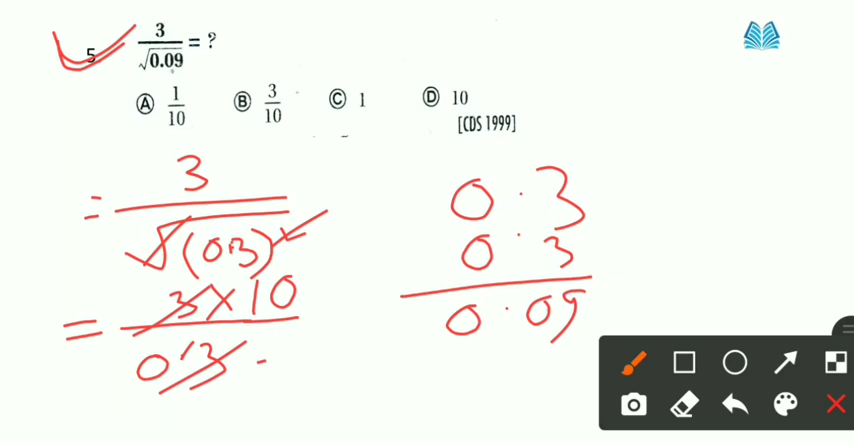 5 3/√0.09 = ?
Ⓐ 1/10 Ⓑ 3/10 Ⓒ 1 Ⓓ 10
[CDS 1999]
= 3/√(0.3)²
= 3×10/0.3
0.3
0.3
0.09